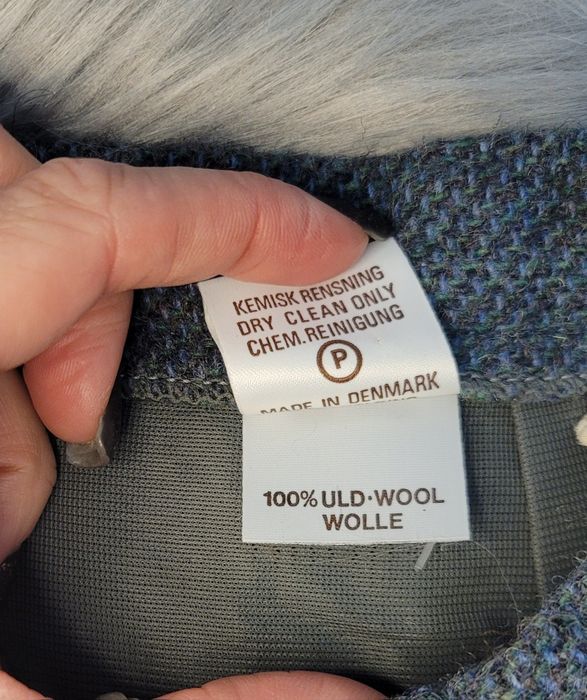 KEMISK RENSNING
DRY CLEAN ONLY
CHEM. REINIGUNG
P
MADE IN DENMARK
100% ULD·WOOL
WOLLE